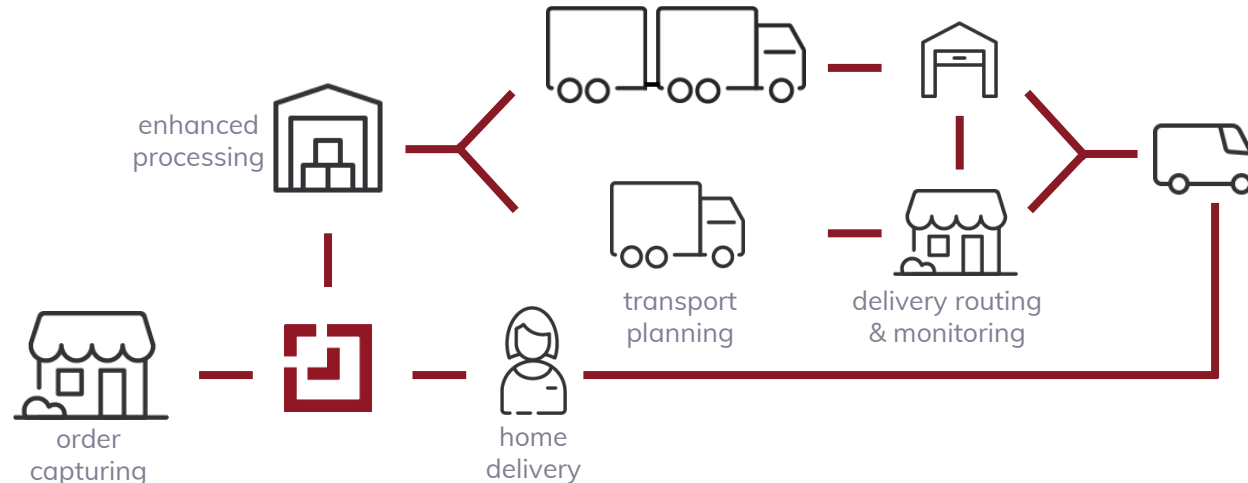 enhanced
processing
transport
planning
delivery routing
& monitoring
order
capturing
home
delivery